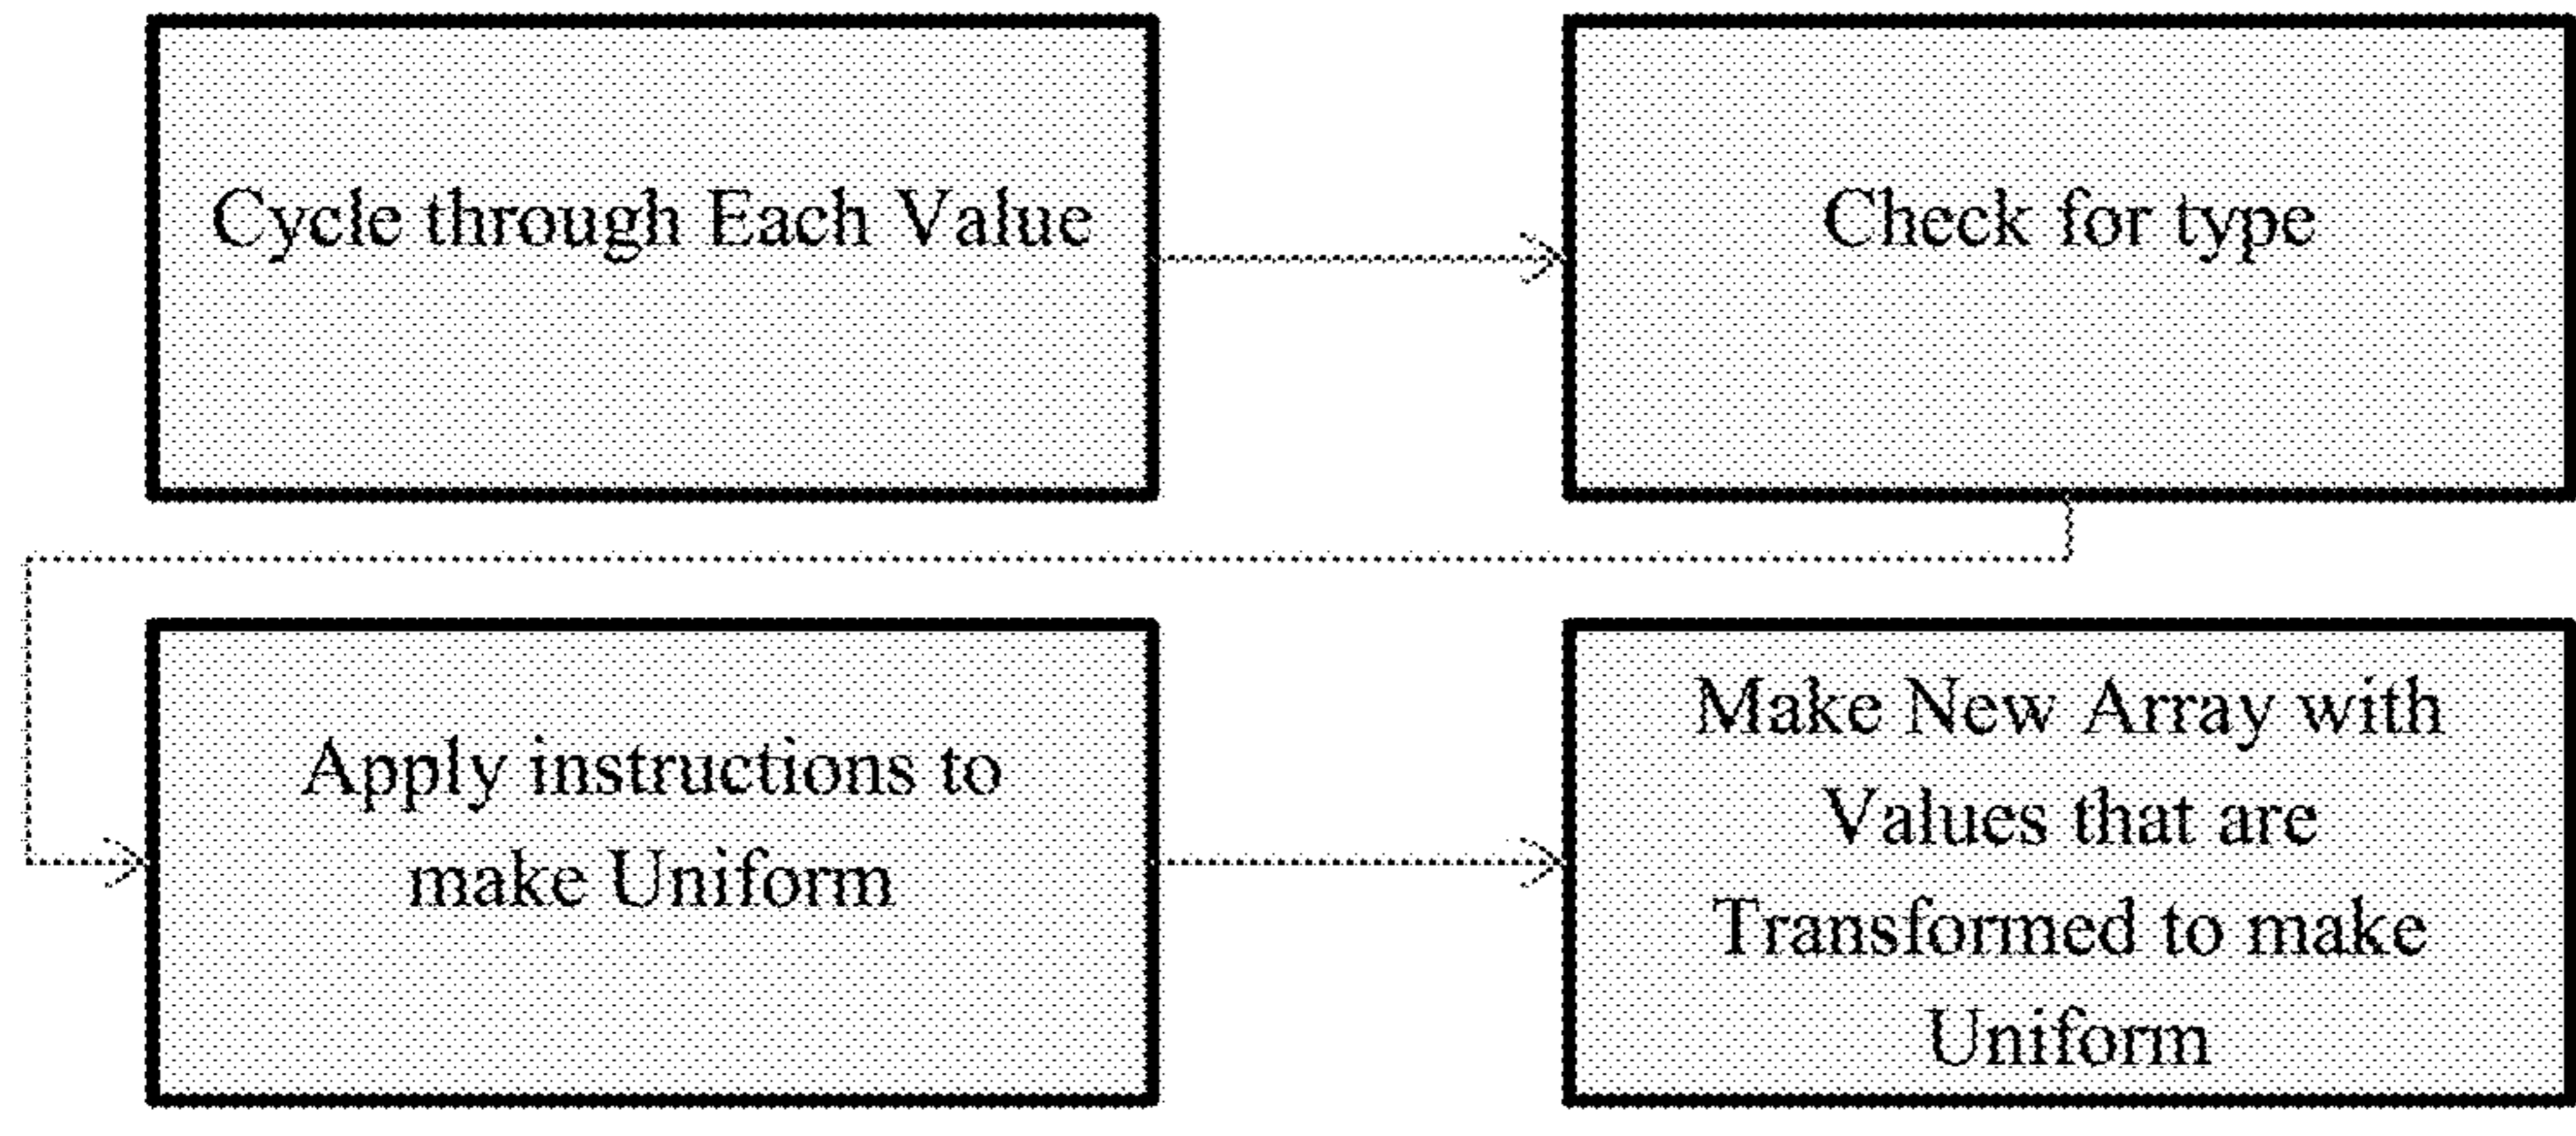 Cycle through Each Value
Check for type
Apply instructions to
make Uniform
Make New Array with
Values that are
Transformed to make
Uniform